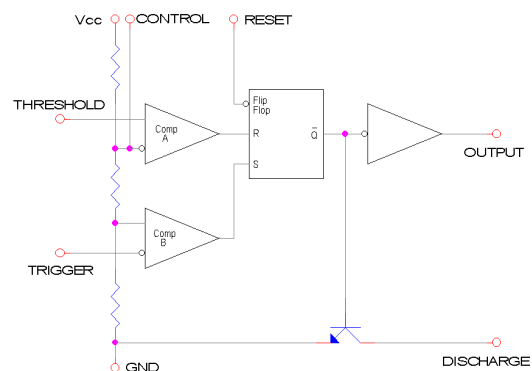 Vcc CONTROL RESET
THRESHOLD
Flip
Flop
Comp
A
R
Q̅
S
OUTPUT
Comp
B
TRIGGER
DISCHARGE
GND